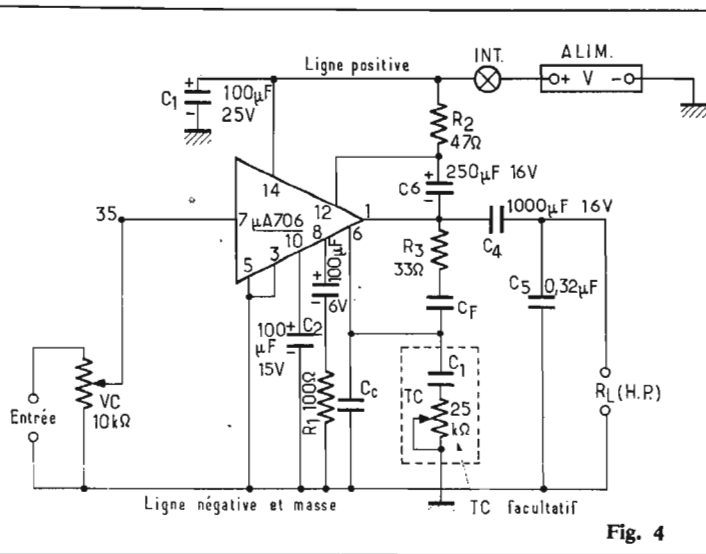 Ligne positive
INT.
ALIM.
+ V -
C1
+
-
100µF
25V
R2
47Ω
+
-
C6
250µF 16V
14
12
1
35
7
µA706
8
6
10
3
5
1000µF 16V
C4
R3
33Ω
CF
C5
0,32µF
+
100µF
-
6V
100+
µF
-
15V
C2
R1 100Ω
Cc
C1
TC
25
kΩ
RL(H.P.)
Entrée
VC
10kΩ
Ligne négative et masse
TC facultatif
Fig. 4